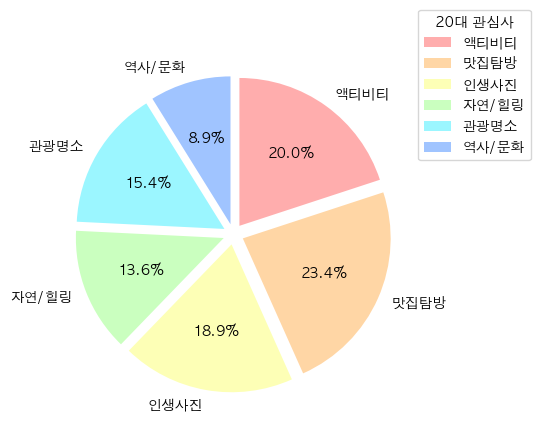 20대 관심사
액티비티
맛집탐방
인생사진
자연/힐링
관광명소
역사/문화
역사/문화
8.9%
액티비티
20.0%
관광명소
15.4%
맛집탐방
23.4%
자연/힐링
13.6%
인생사진
18.9%